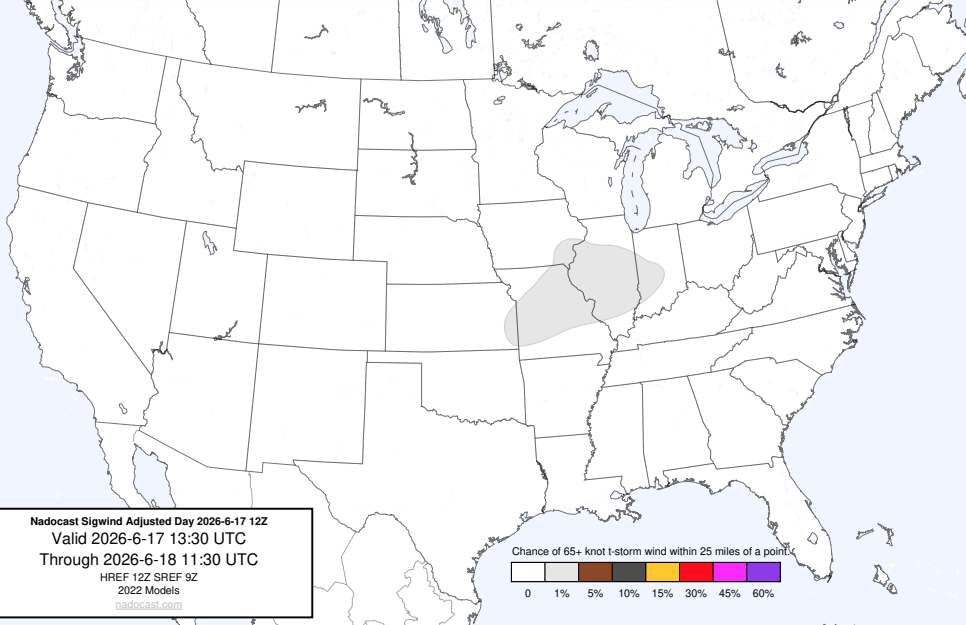 Nadocast Sigwind Adjusted Day 2026-6-17 12Z
Valid 2026-6-17 13:30 UTC
Through 2026-6-18 11:30 UTC
HREF 12Z SREF 9Z
2022 Models
nadocast.com
Chance of 65+ knot t-storm wind within 25 miles of a point.
0 1% 5% 10% 15% 30% 45% 60%